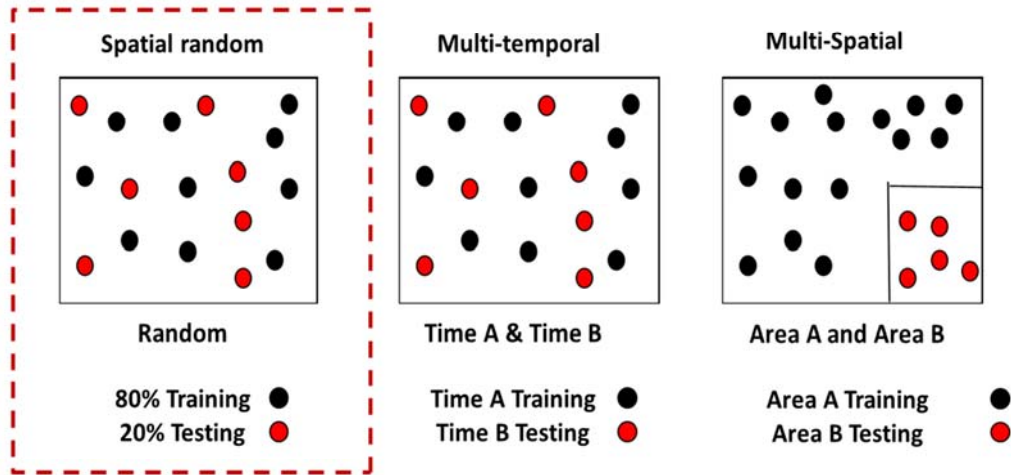 Spatial random
Random
80% Training
20% Testing
Multi-temporal
Time A & Time B
Time A Training
Time B Testing
Multi-Spatial
Area A and Area B
Area A Training
Area B Testing